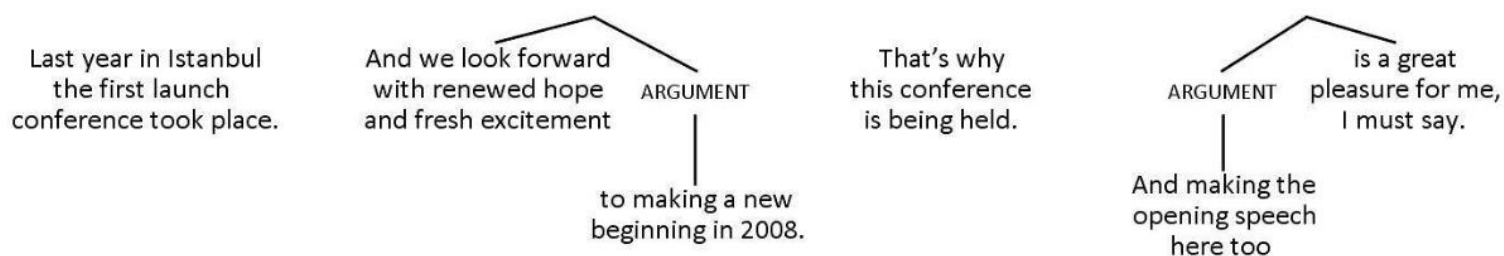 Last year in Istanbul
the first launch
conference took place.
And we look forward
with renewed hope
and fresh excitement
ARGUMENT
to making a new
beginning in 2008.
That’s why
this conference
is being held.
ARGUMENT
And making the
opening speech
here too
is a great
pleasure for me,
I must say.